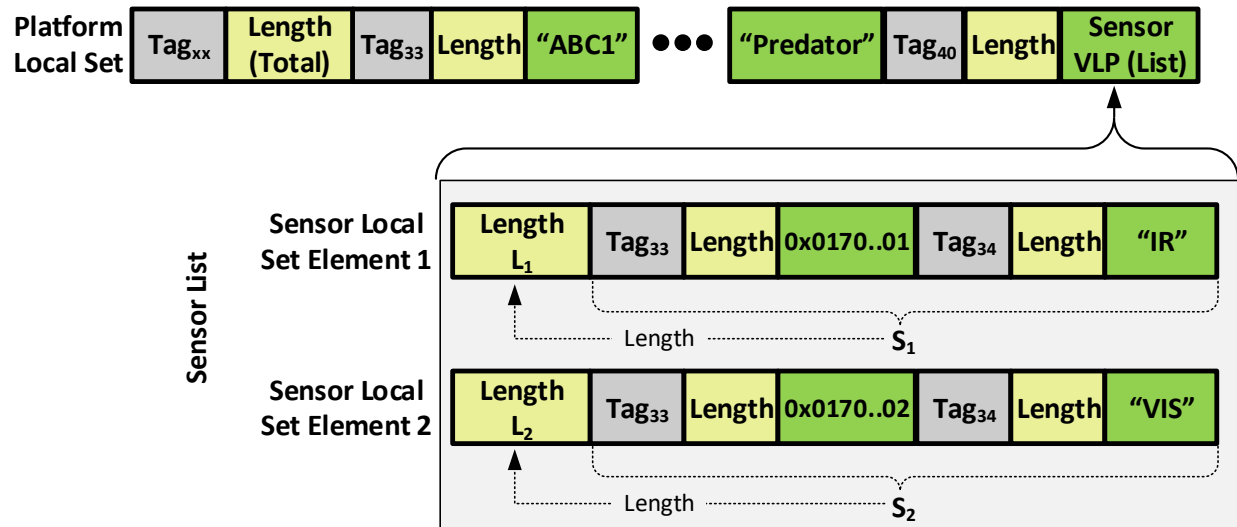 Platform
Local Set
Tagxx
Length
(Total)
Tag33
Length
“ABC1”
“Predator”
Tag40
Length
Sensor
VLP (List)
Sensor List
Sensor Local
Set Element 1
Length
L1
Tag33
Length
0x0170..01
Tag34
Length
“IR”
Length
S1
Sensor Local
Set Element 2
Length
L2
Tag33
Length
0x0170..02
Tag34
Length
“VIS”
Length
S2